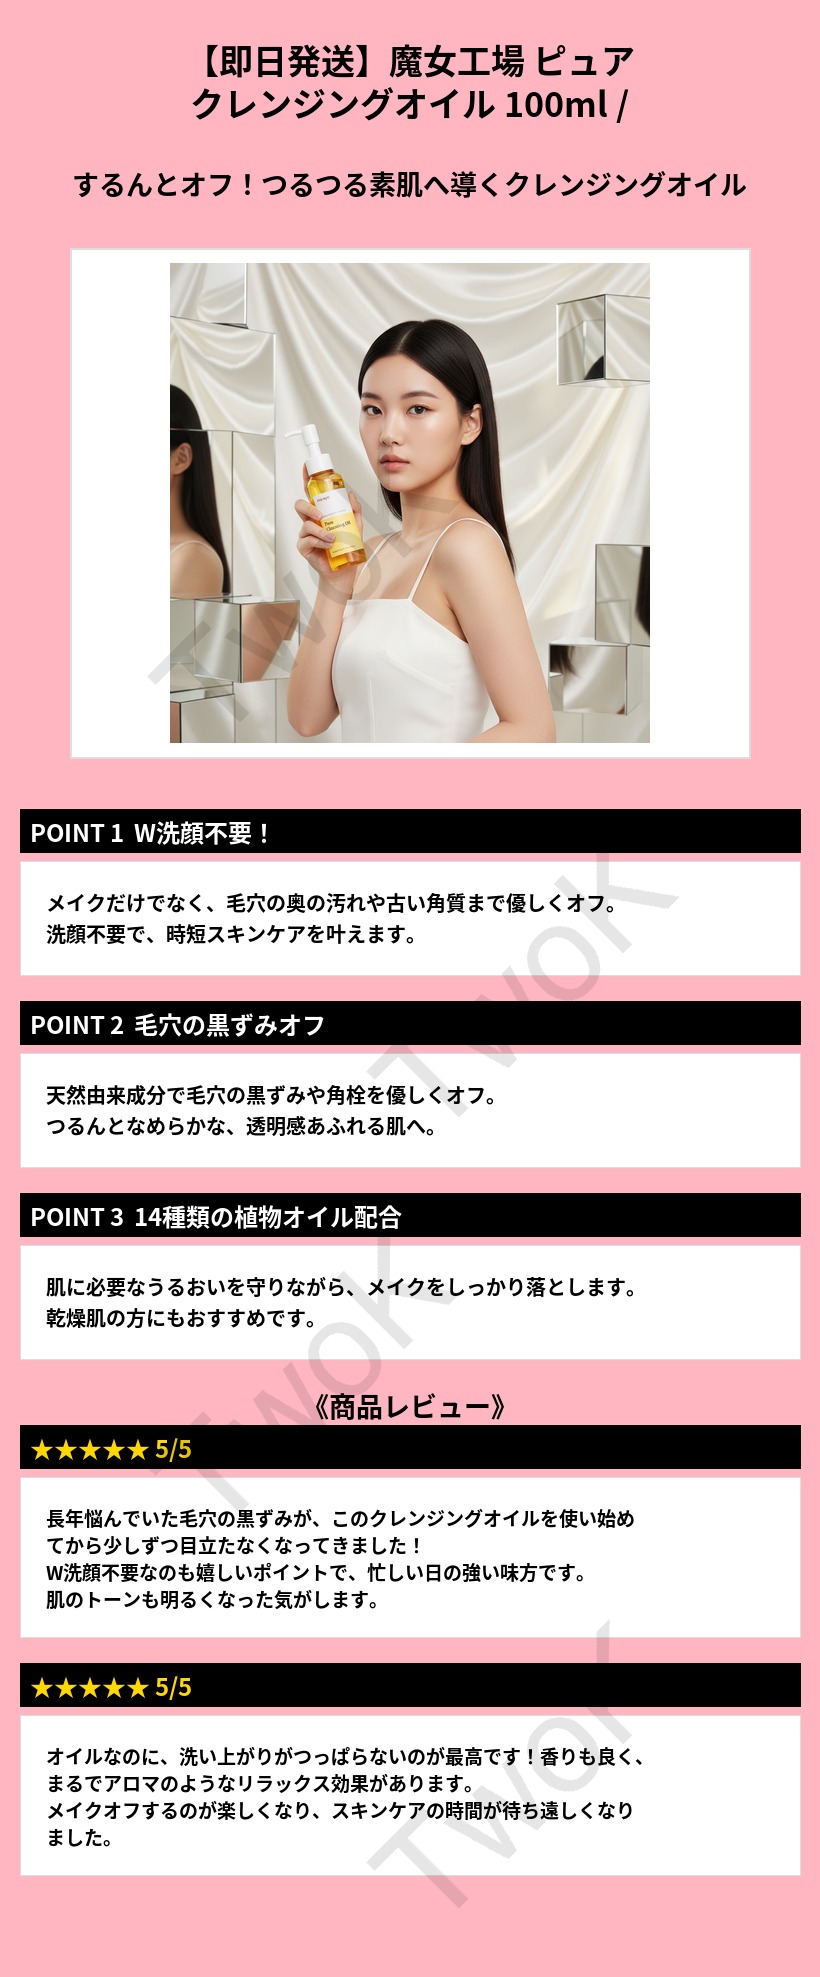 【即日発送】魔女工場 ピュア
クレンジングオイル 100ml /
するんとオフ！つるつる素肌へ導くクレンジングオイル
Pure
Cleansing Oil
TwoK
POINT 1 W洗顔不要！
メイクだけでなく、毛穴の奥の汚れや古い角質まで優しくオフ。
洗顔不要で、時短スキンケアを叶えます。
TwoK
POINT 2 毛穴の黒ずみオフ
天然由来成分で毛穴の黒ずみや角栓を優しくオフ。
つるんとなめらかな、透明感あふれる肌へ。
POINT 3 14種類の植物オイル配合
肌に必要なうるおいを守りながら、メイクをしっかり落とします。
乾燥肌の方にもおすすめです。
TwoK
《商品レビュー》
★★★★★ 5/5
長年悩んでいた毛穴の黒ずみが、このクレンジングオイルを使い始め
てから少しずつ目立たなくなってきました！
W洗顔不要なのも嬉しいポイントで、忙しい日の強い味方です。
肌のトーンも明るくなった気がします。
★★★★★ 5/5
オイルなのに、洗い上がりがつっぱらないのが最高です！香りも良く、
まるでアロマのようなリラックス効果があります。
メイクオフするのが楽しくなり、スキンケアの時間が待ち遠しくなり
ました。
TwoK